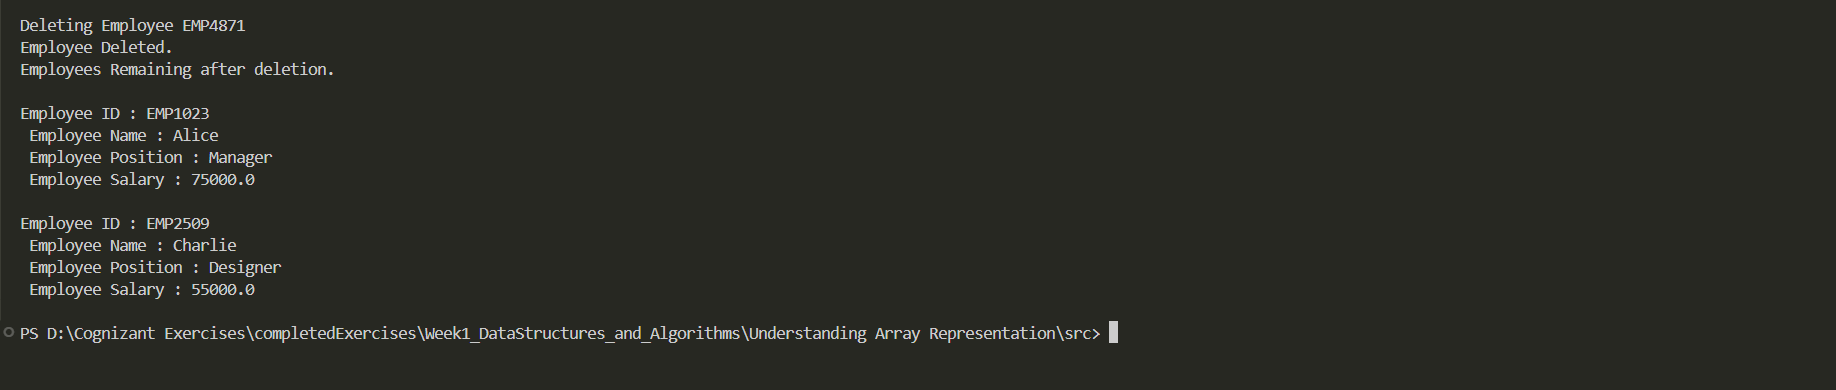 Deleting Employee EMP4871
Employee Deleted.
Employees Remaining after deletion.
Employee ID : EMP1023
Employee Name : Alice
Employee Position : Manager
Employee Salary : 75000.0
Employee ID : EMP2509
Employee Name : Charlie
Employee Position : Designer
Employee Salary : 55000.0
PS D:\Cognizant Exercises\completedExercises\Week1_DataStructures_and_Algorithms\Understanding Array Representation\src>